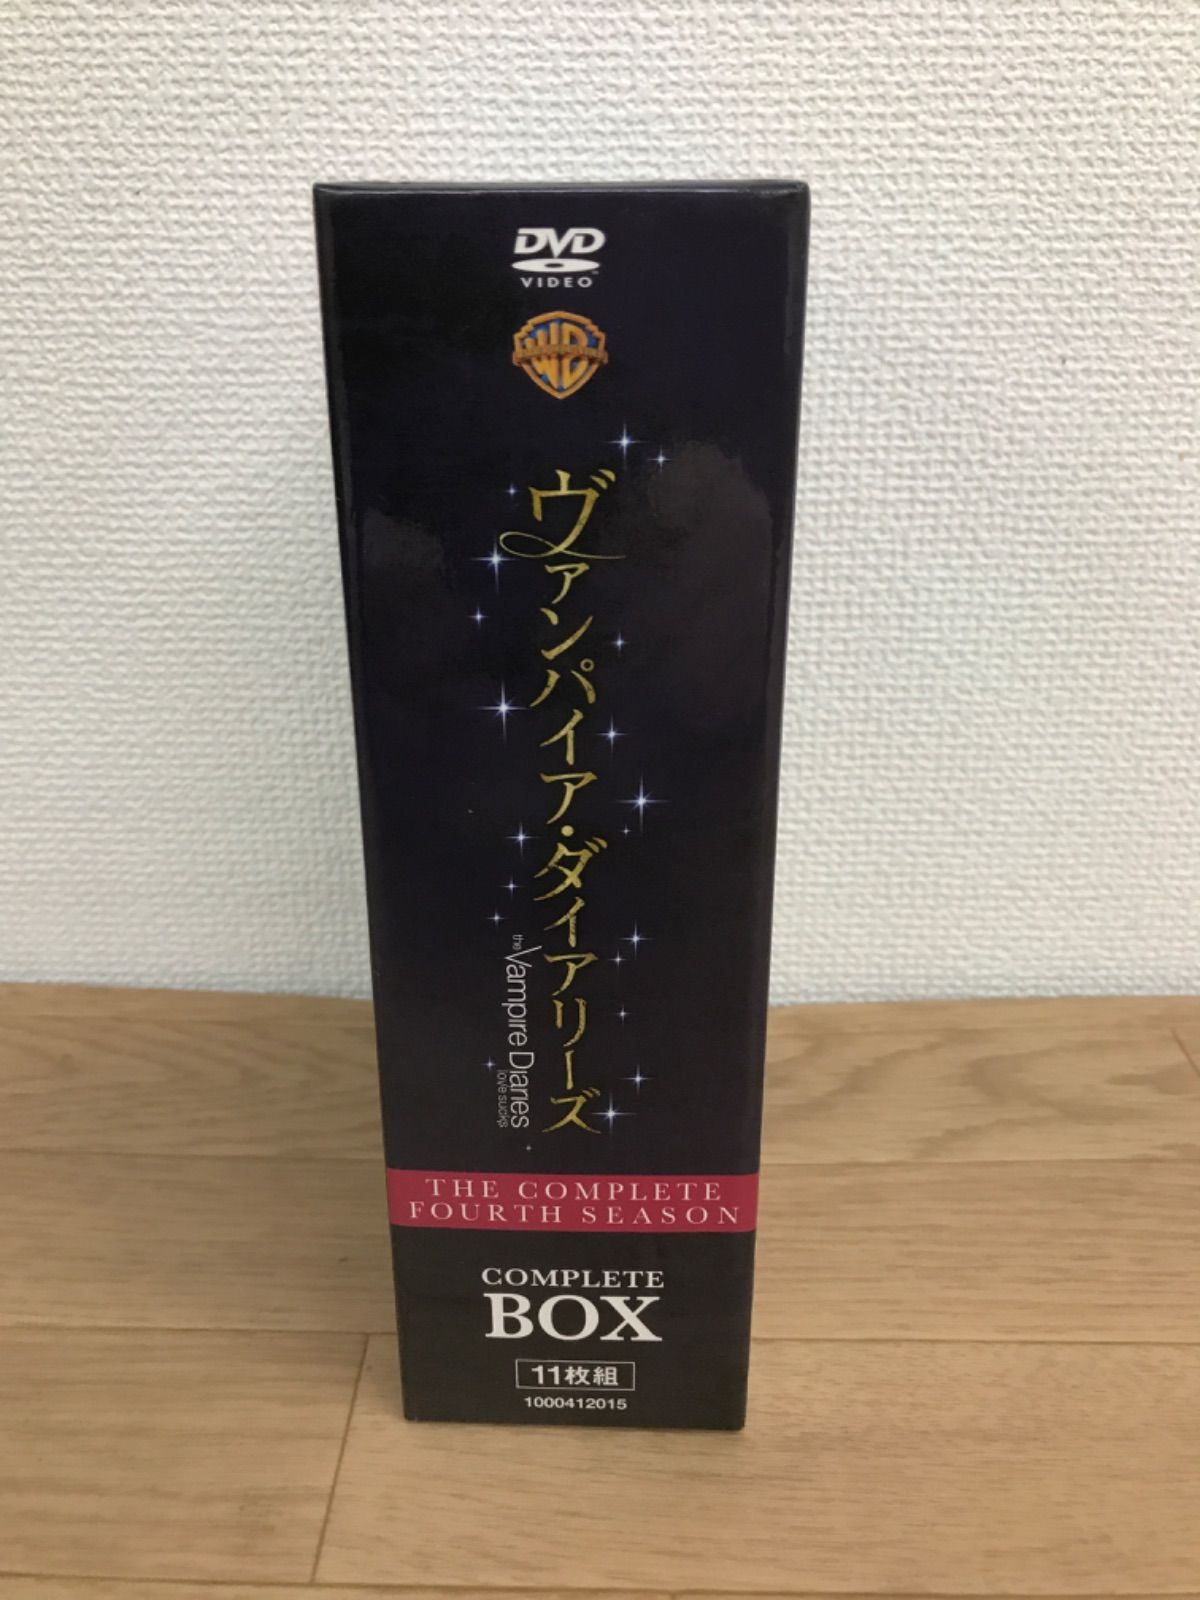 DVD
VIDEO
TM
WB
ヴァンパイア・ダイアリーズ
the Vampire Diaries
love sucks
THE COMPLETE
FOURTH SEASON
COMPLETE
BOX
11枚組
1000412015